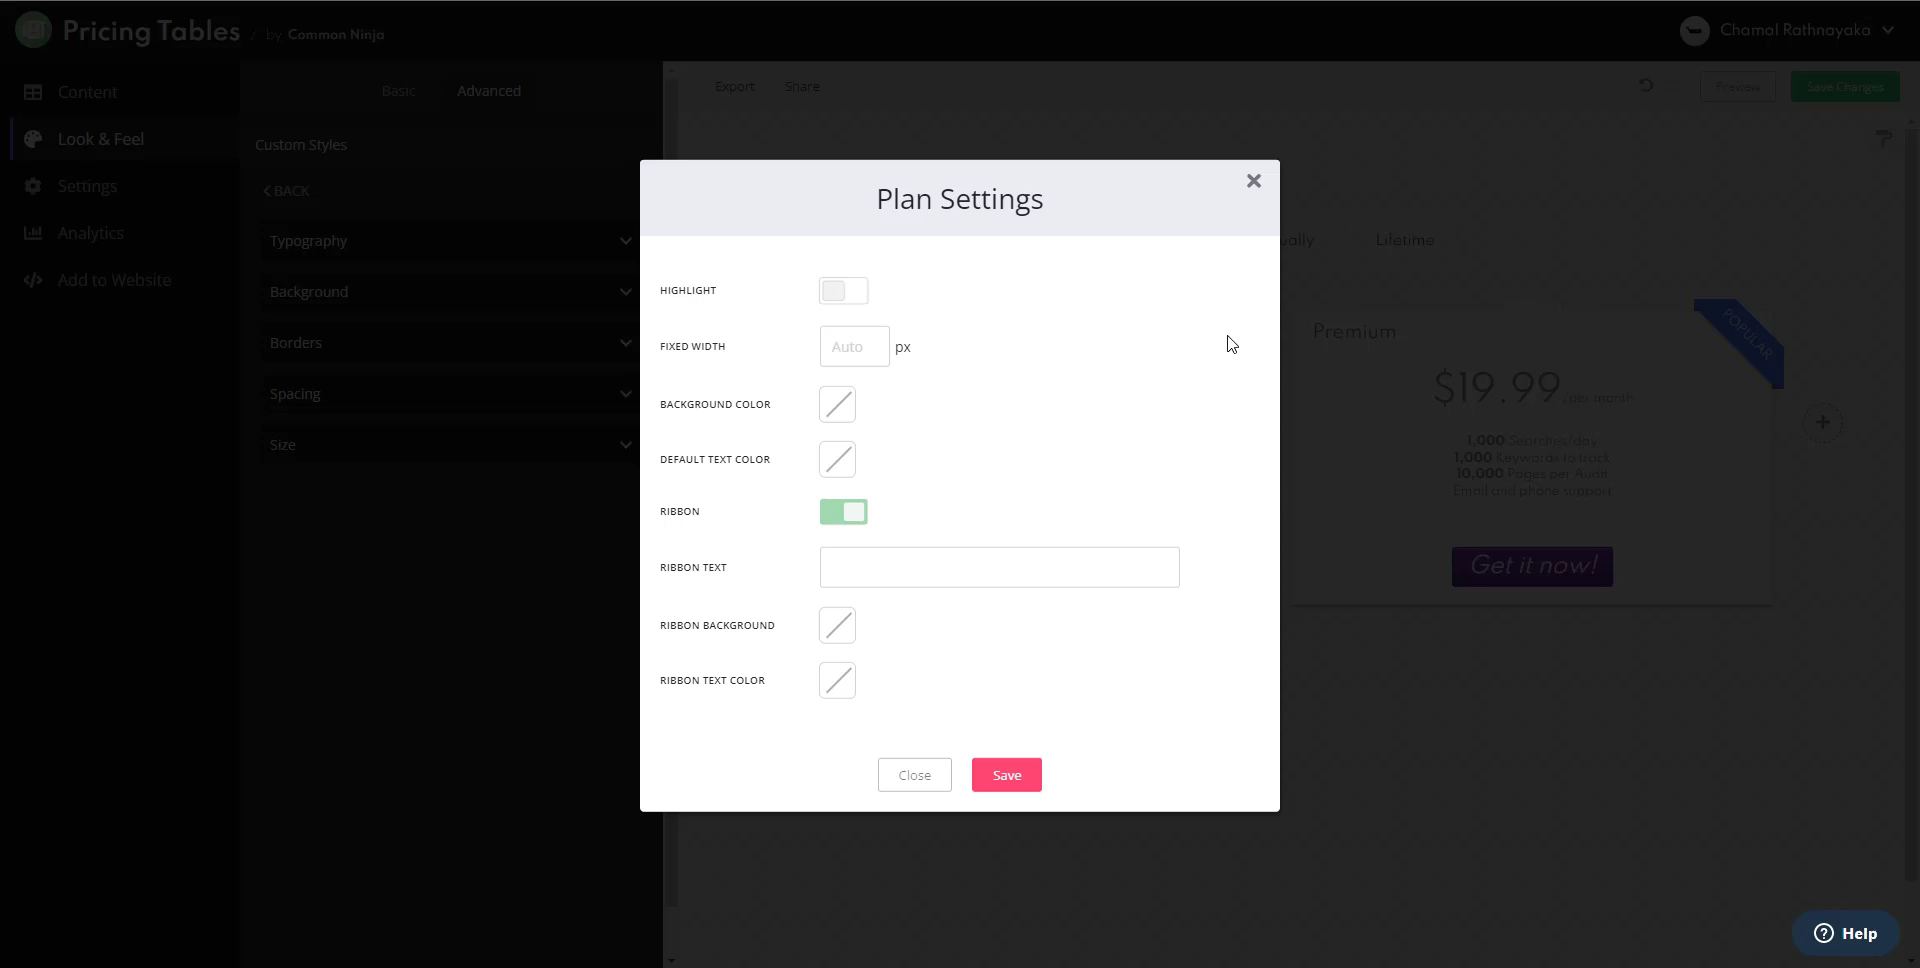 Pricing Tables / by Common Ninja
Chamal Rathnayaka
Content
Look & Feel
Settings
Analytics
Add to Website
Basic Advanced
Custom Styles
BACK
Typography
Background
Borders
Spacing
Size
Export Share
Preview Save Changes
ually Lifetime
Premium
POPULAR
$19.99 /per month
1,000 Searches/day
1,000 Keywords to track
10,000 Pages per Audit
Email and phone support
Get it now!
+
Plan Settings
HIGHLIGHT
FIXED WIDTH Auto px
BACKGROUND COLOR
DEFAULT TEXT COLOR
RIBBON
RIBBON TEXT
RIBBON BACKGROUND
RIBBON TEXT COLOR
Close Save
? Help